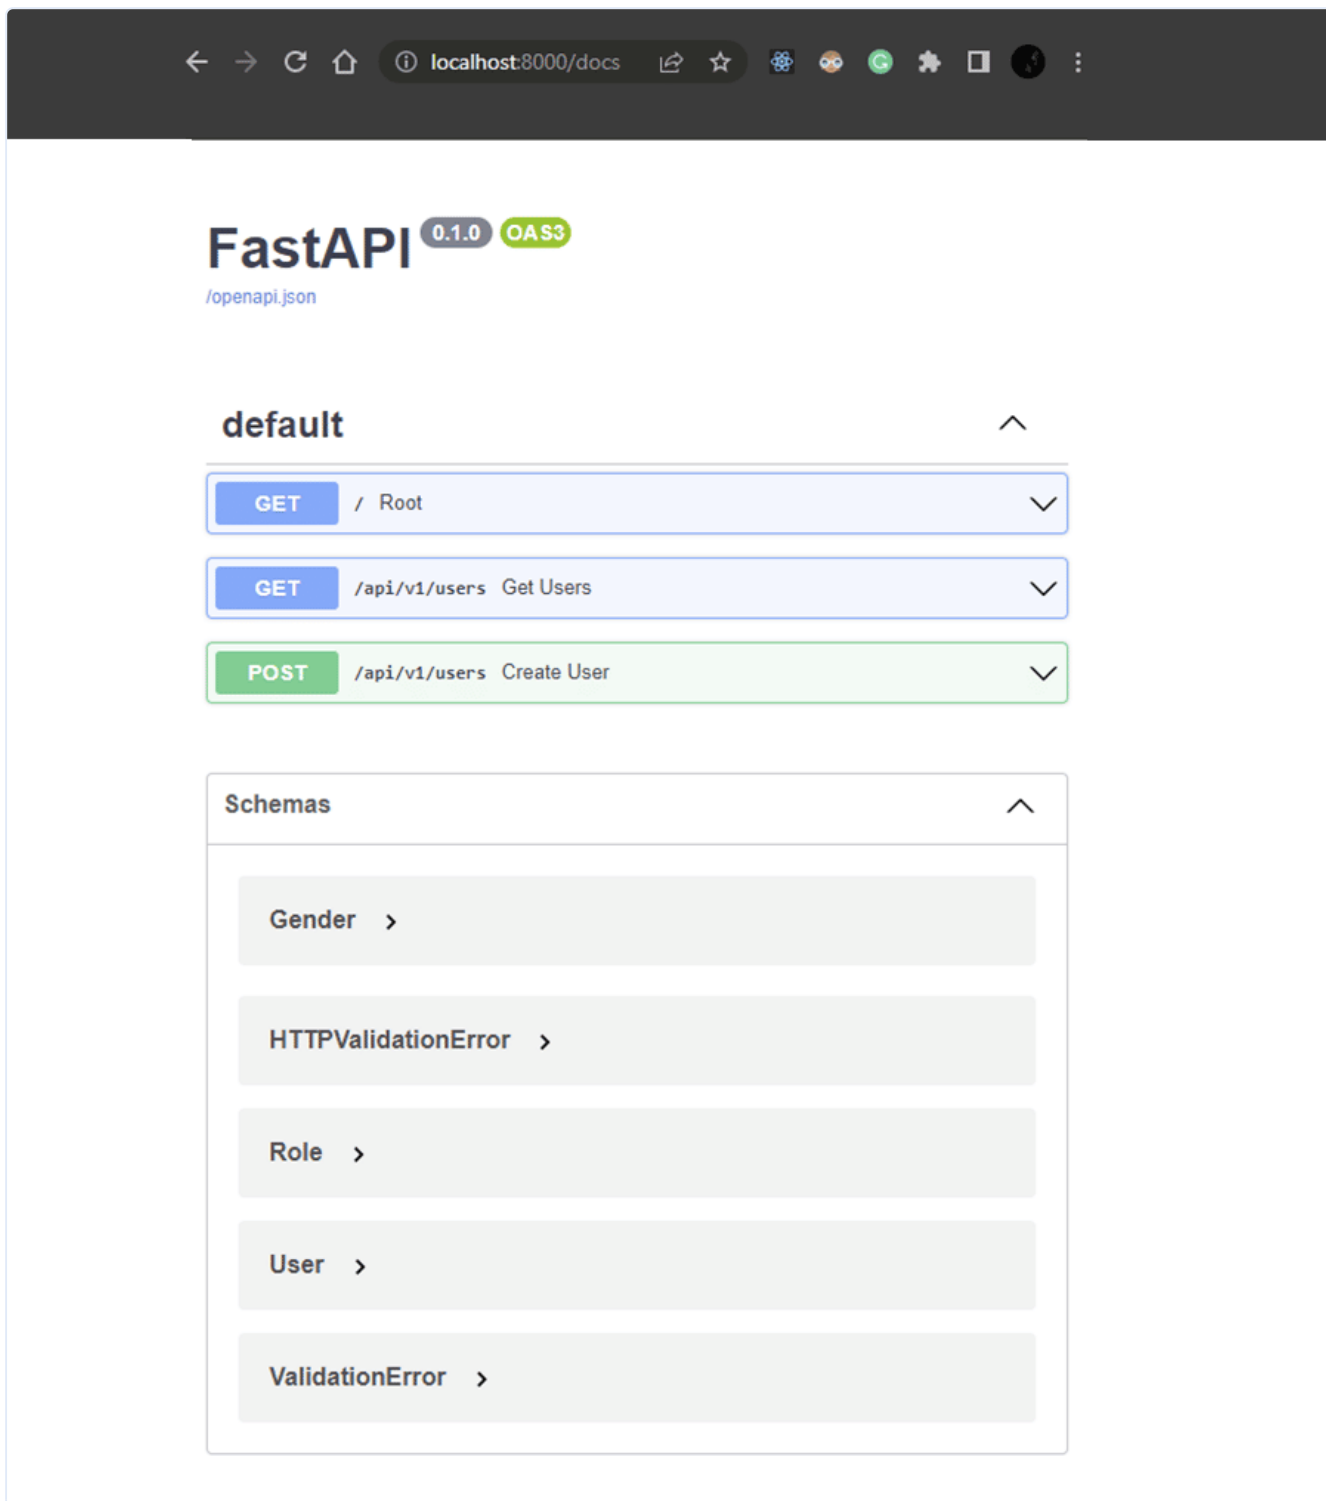 localhost:8000/docs
FastAPI 0.1.0 OAS3
/openapi.json
default
GET / Root
GET /api/v1/users Get Users
POST /api/v1/users Create User
Schemas
Gender
HTTPValidationError
Role
User
ValidationError